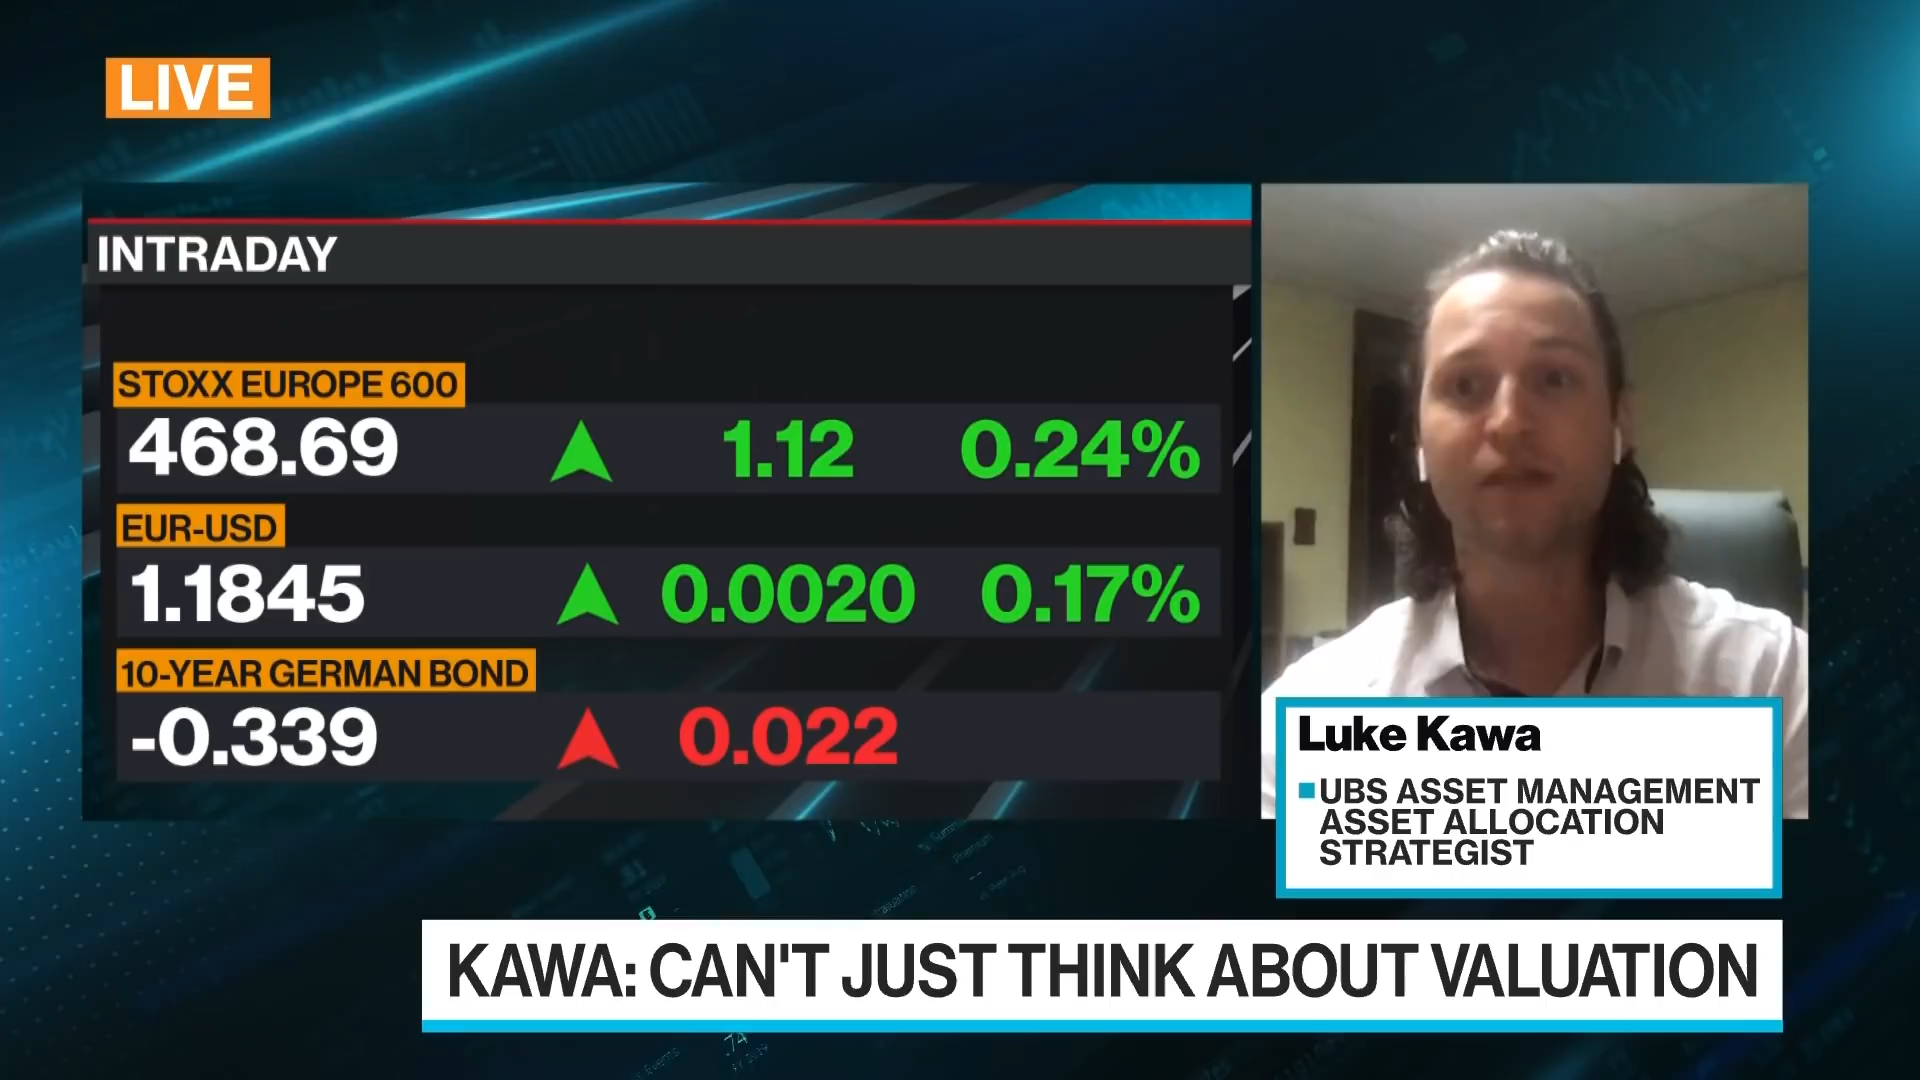 LIVE
INTRADAY
STOXX EUROPE 600
468.69 1.12 0.24%
EUR-USD
1.1845 0.0020 0.17%
10-YEAR GERMAN BOND
-0.339 0.022
Luke Kawa
UBS ASSET MANAGEMENT
ASSET ALLOCATION
STRATEGIST
KAWA: CAN'T JUST THINK ABOUT VALUATION